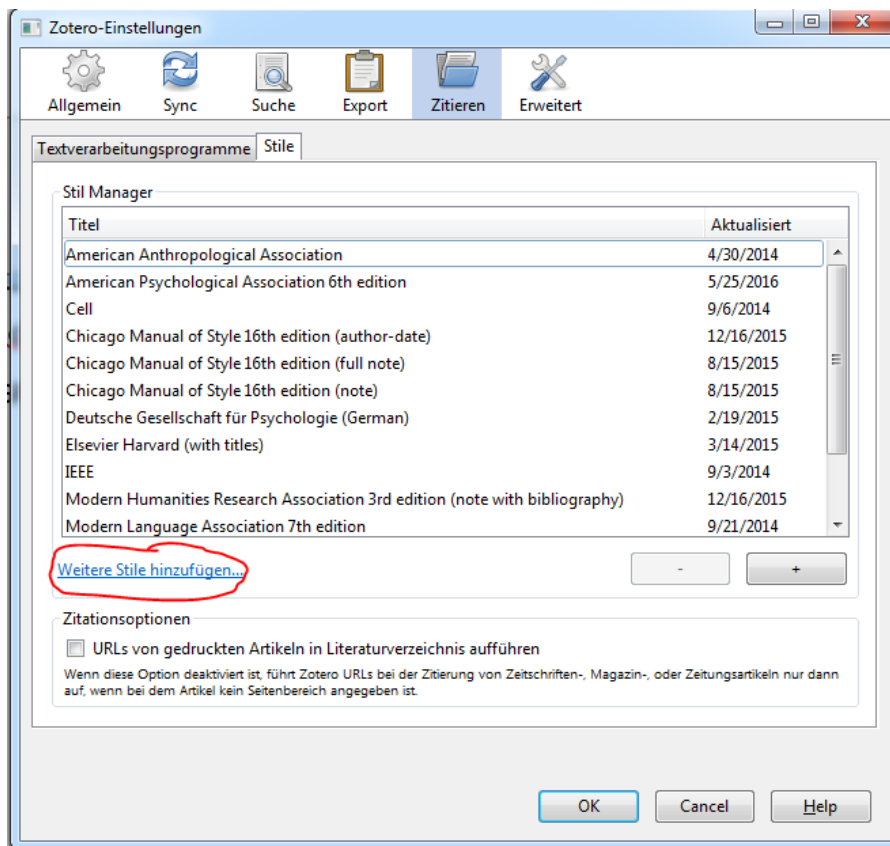 Zotero-Einstellungen
Allgemein Sync Suche Export Zitieren Erweitert
Textverarbeitungsprogramme Stile
Stil Manager
Titel Aktualisiert
American Anthropological Association 4/30/2014
American Psychological Association 6th edition 5/25/2016
Cell 9/6/2014
Chicago Manual of Style 16th edition (author-date) 12/16/2015
Chicago Manual of Style 16th edition (full note) 8/15/2015
Chicago Manual of Style 16th edition (note) 8/15/2015
Deutsche Gesellschaft für Psychologie (German) 2/19/2015
Elsevier Harvard (with titles) 3/14/2015
IEEE 9/3/2014
Modern Humanities Research Association 3rd edition (note with bibliography) 12/16/2015
Modern Language Association 7th edition 9/21/2014
Weitere Stile hinzufügen... - +
Zitationsoptionen
URLs von gedruckten Artikeln in Literaturverzeichnis aufführen
Wenn diese Option deaktiviert ist, führt Zotero URLs bei der Zitierung von Zeitschriften-, Magazin-, oder Zeitungsartikeln nur dann
auf, wenn bei dem Artikel kein Seitenbereich angegeben ist.
OK Cancel Help